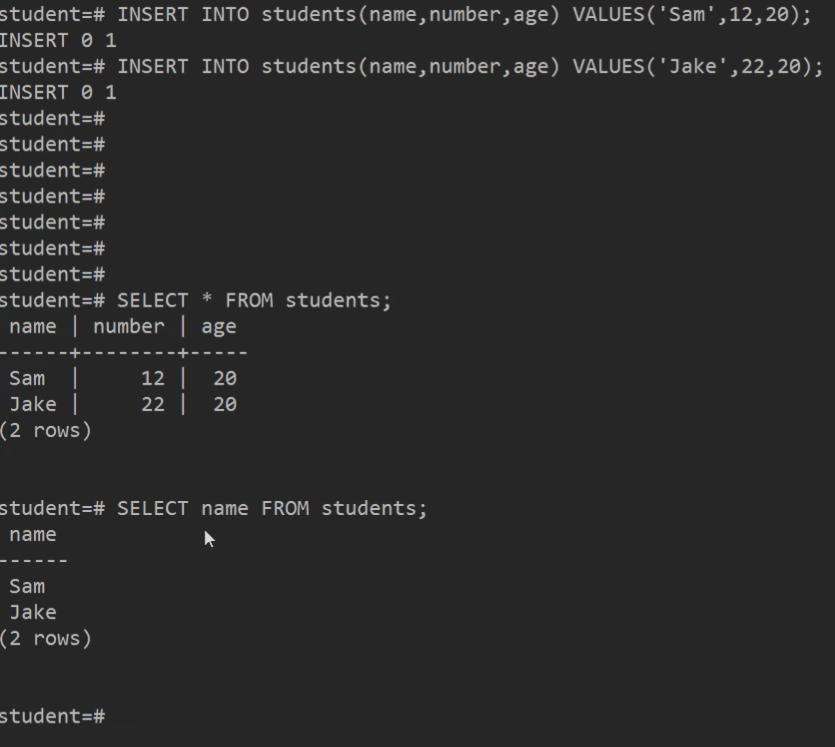 student=# INSERT INTO students(name,number,age) VALUES('Sam',12,20);
INSERT 0 1
student=# INSERT INTO students(name,number,age) VALUES('Jake',22,20);
INSERT 0 1
student=#
student=#
student=#
student=#
student=#
student=#
student=#
student=# SELECT * FROM students;
 name | number | age
------+--------+-----
 Sam  |     12 |  20
 Jake |     22 |  20
(2 rows)
student=# SELECT name FROM students;
 name
------
 Sam
 Jake
(2 rows)
student=#